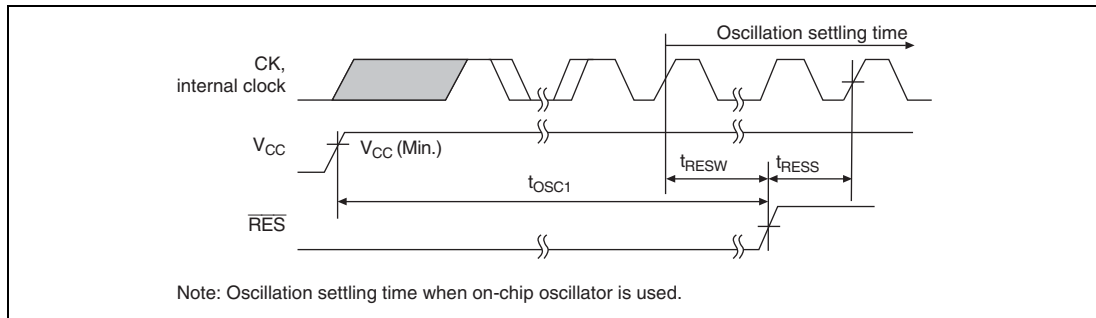 Oscillation settling time
CK,
internal clock
VCC
VCC (Min.)
tRESW
tRESS
tOSC1
RES
Note: Oscillation settling time when on-chip oscillator is used.